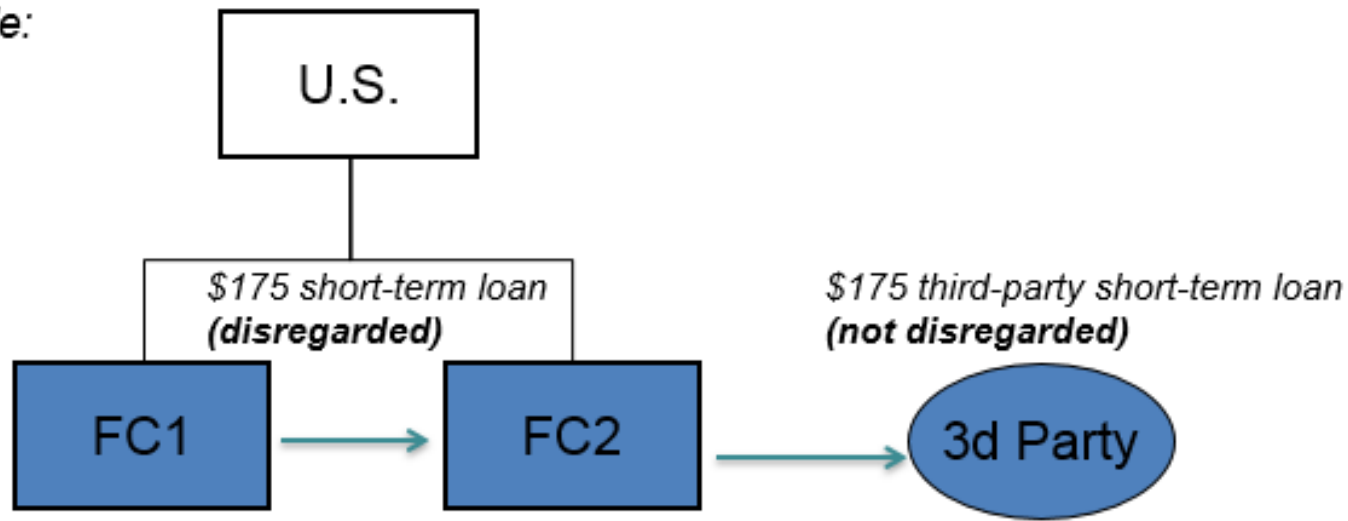 e:
U.S.
$175 short-term loan
(disregarded)
$175 third-party short-term loan
(not disregarded)
FC1
FC2
3d Party